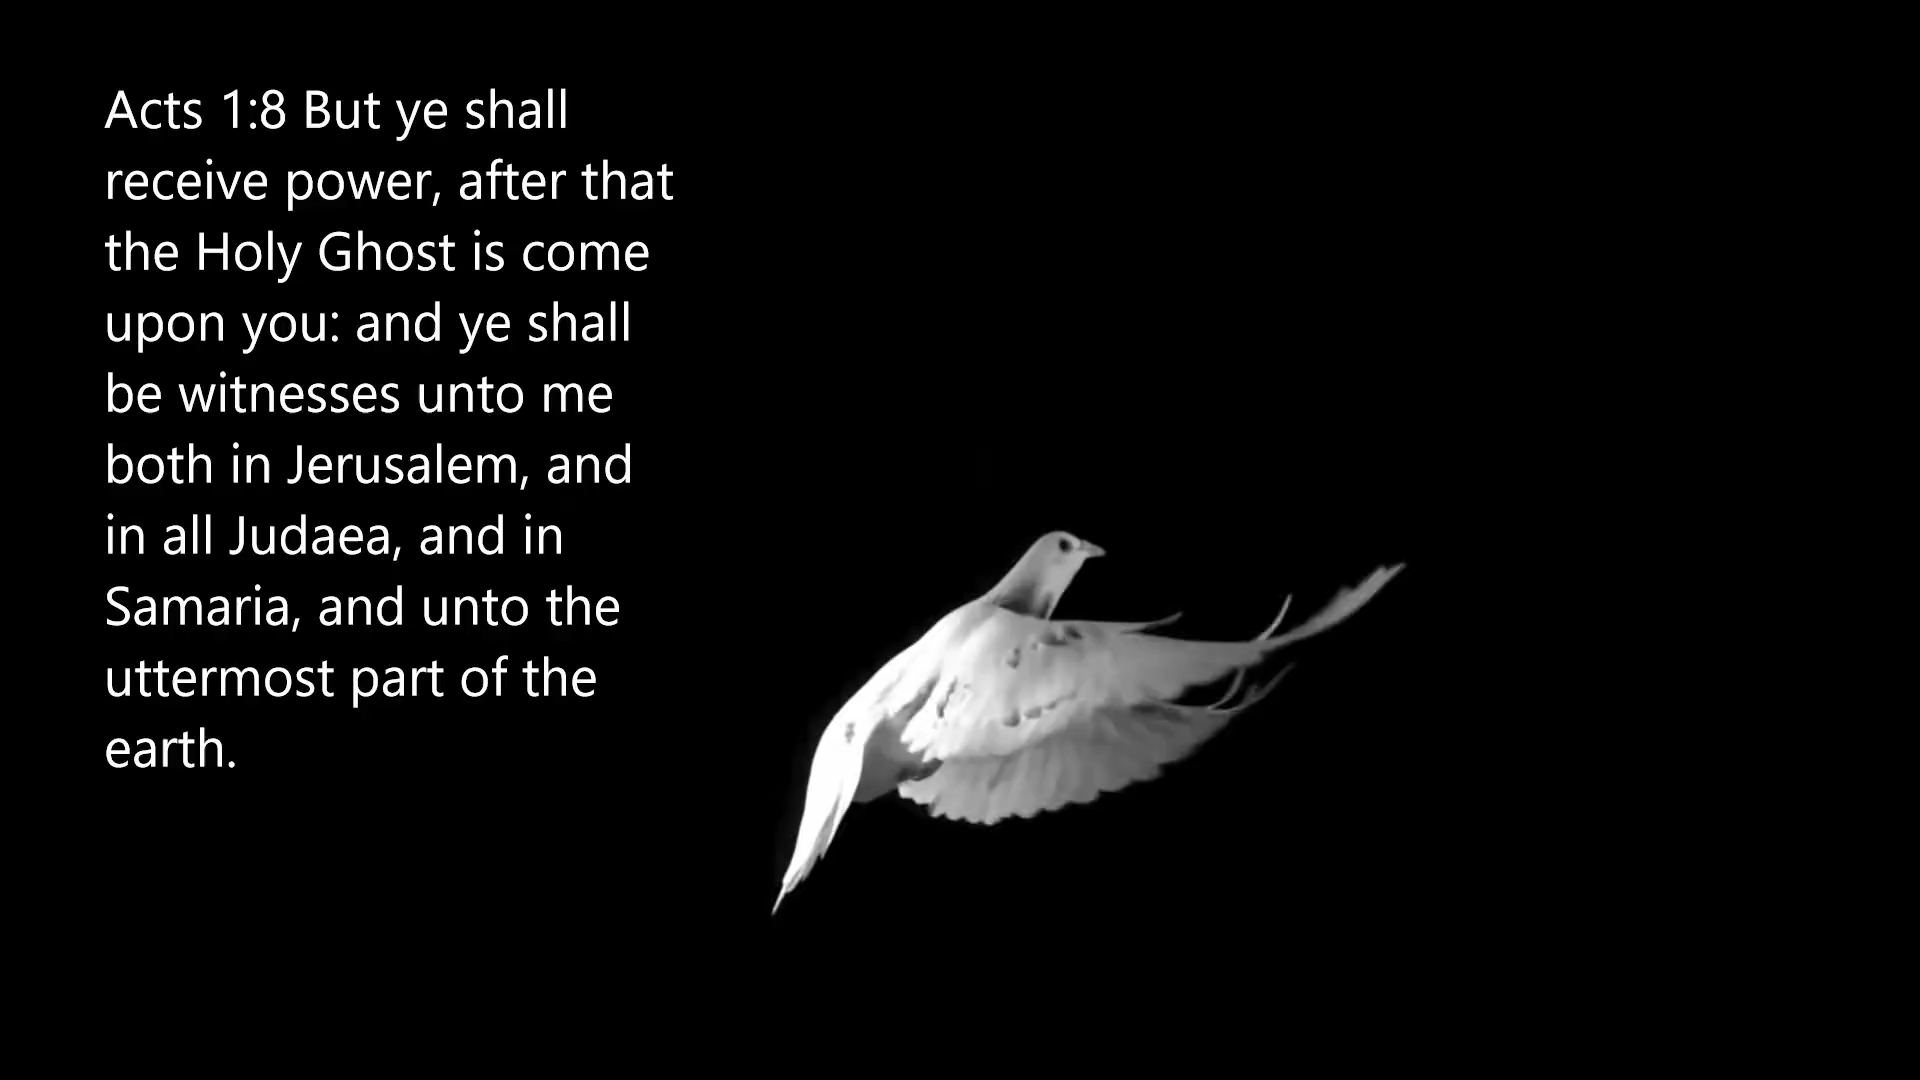 Acts 1:8 But ye shall
receive power, after that
the Holy Ghost is come
upon you: and ye shall
be witnesses unto me
both in Jerusalem, and
in all Judaea, and in
Samaria, and unto the
uttermost part of the
earth.